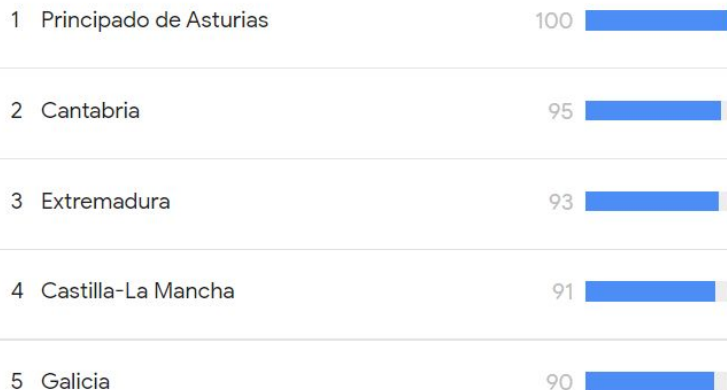 1 Principado de Asturias 100
2 Cantabria 95
3 Extremadura 93
4 Castilla-La Mancha 91
5 Galicia 90